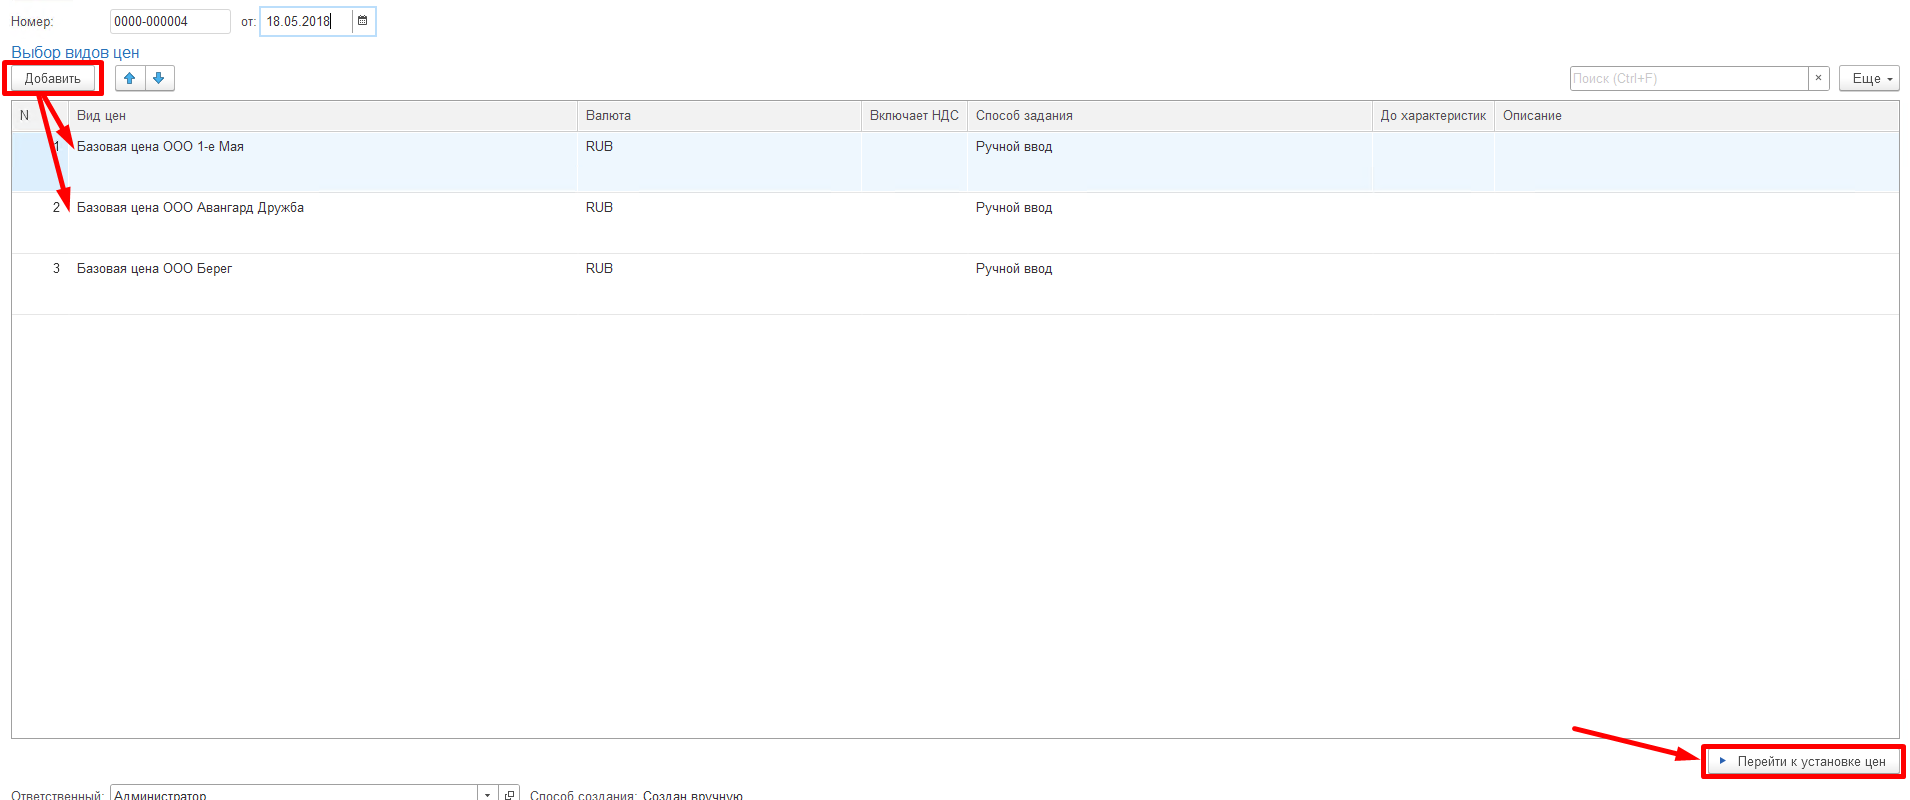 Номер: 0000-000004 от: 18.05.2018
Выбор видов цен
Добавить Поиск (Ctrl+F) × Еще
N Вид цен Валюта Включает НДС Способ задания До характеристик Описание
1 Базовая цена ООО 1-е Мая RUB Ручной ввод
2 Базовая цена ООО Авангард Дружба RUB Ручной ввод
3 Базовая цена ООО Берег RUB Ручной ввод
Перейти к установке цен
Ответственный: Администратор Способ создания: Создан вручную